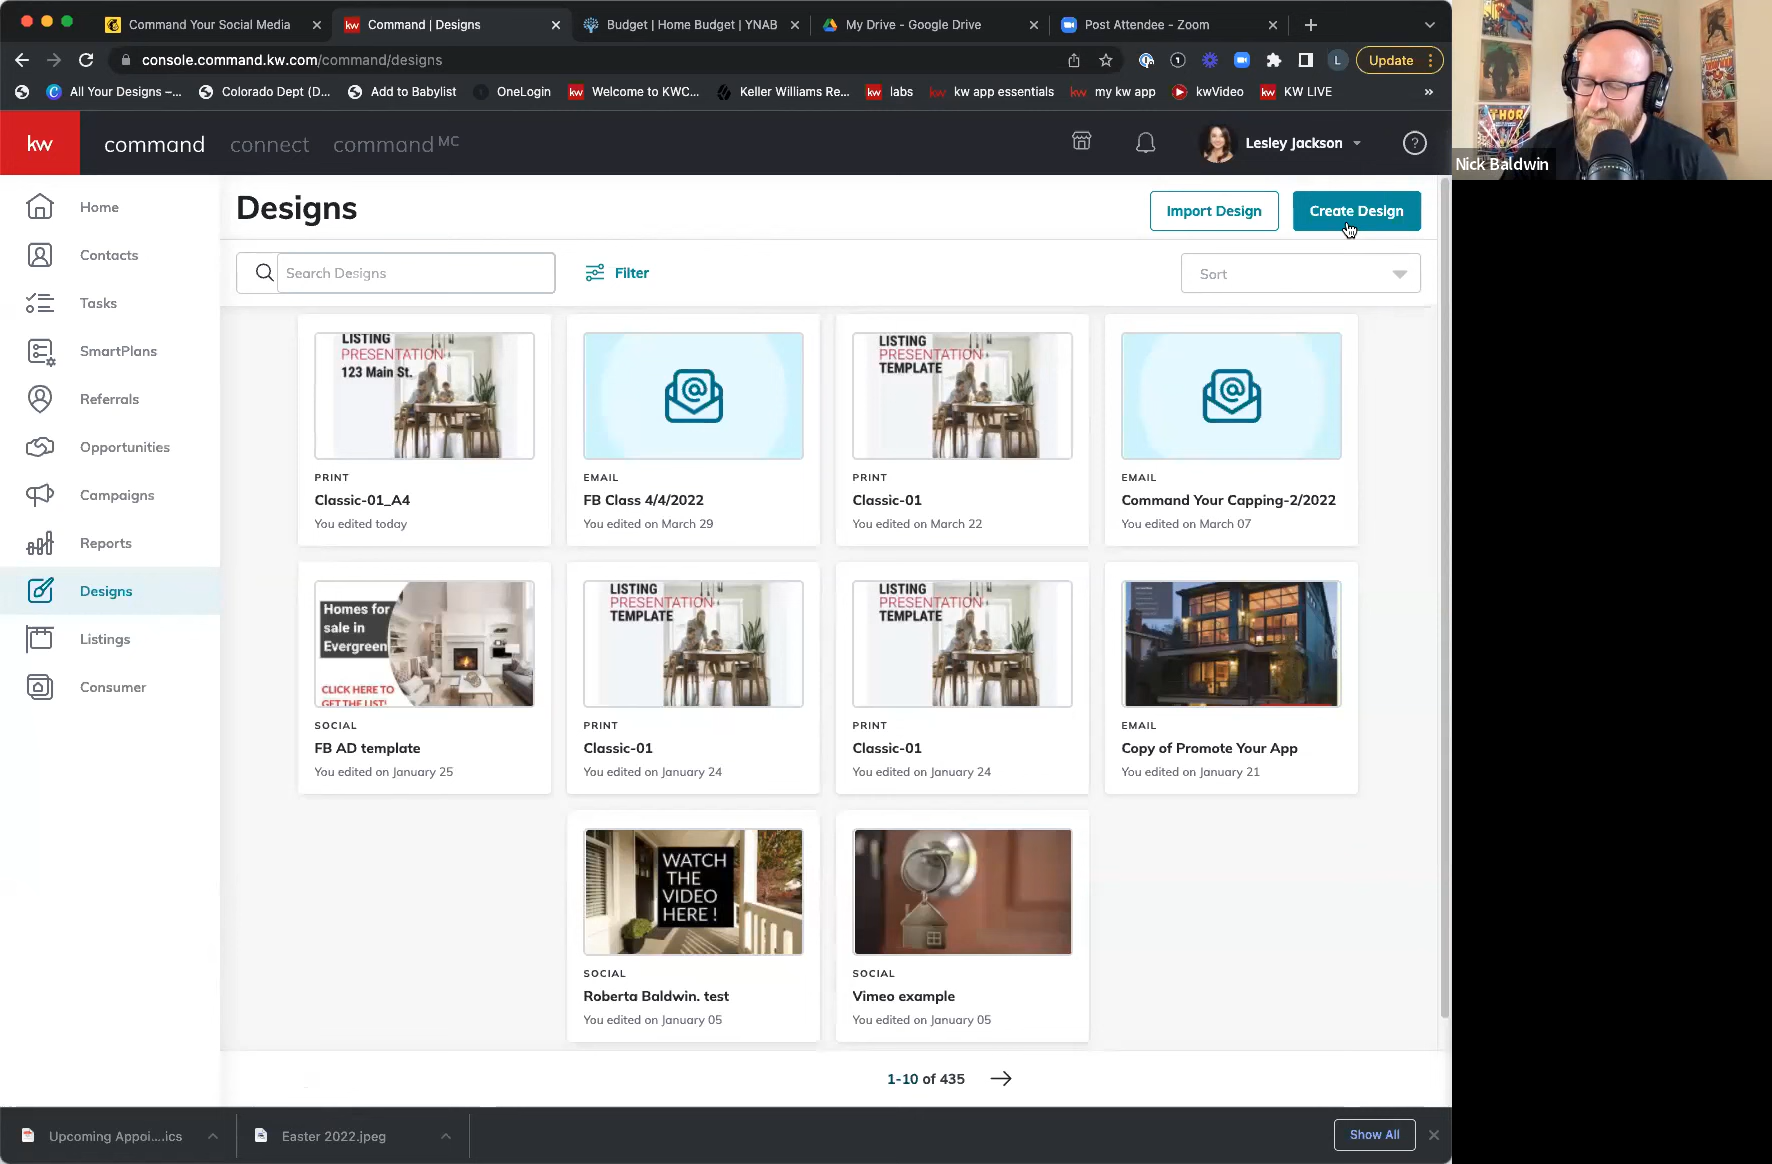 Command Your Social Media
Command | Designs
Budget | Home Budget | YNAB
My Drive - Google Drive
Post Attendee - Zoom
console.command.kw.com/command/designs
L
Update
All Your Designs –...
Colorado Dept (D...
Add to Babylist
OneLogin
kw Welcome to KWC...
Keller Williams Re...
kw labs
kw kw app essentials
kw my kw app
kwVideo
kw KW LIVE
»
kw
command
connect
command MC
Lesley Jackson
?
Nick Baldwin
THOR
Home
Contacts
Tasks
SmartPlans
Referrals
Opportunities
Campaigns
Reports
Designs
Listings
Consumer
Designs
Import Design
Create Design
Search Designs
Filter
Sort
LISTING
PRESENTATION
123 Main St.
PRINT
Classic-01_A4
You edited today
@
EMAIL
FB Class 4/4/2022
You edited on March 29
LISTING
PRESENTATION
TEMPLATE
PRINT
Classic-01
You edited on March 22
@
EMAIL
Command Your Capping-2/2022
You edited on March 07
Homes for
sale in
Evergreen
CLICK HERE TO
GET THE LIST!
SOCIAL
FB AD template
You edited on January 25
LISTING
PRESENTATION
TEMPLATE
PRINT
Classic-01
You edited on January 24
LISTING
PRESENTATION
TEMPLATE
PRINT
Classic-01
You edited on January 24
EMAIL
Copy of Promote Your App
You edited on January 21
WATCH
THE
VIDEO
HERE !
SOCIAL
Roberta Baldwin. test
You edited on January 05
SOCIAL
Vimeo example
You edited on January 05
1-10 of 435
Upcoming Appoi....ics
Easter 2022.jpeg
Show All